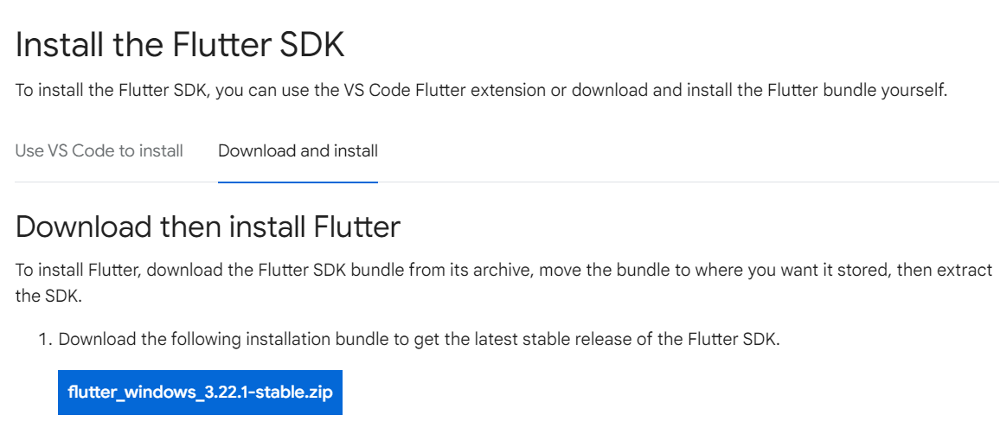 Install the Flutter SDK
To install the Flutter SDK, you can use the VS Code Flutter extension or download and install the Flutter bundle yourself.
Use VS Code to install
Download and install
Download then install Flutter
To install Flutter, download the Flutter SDK bundle from its archive, move the bundle to where you want it stored, then extract
the SDK.
1. Download the following installation bundle to get the latest stable release of the Flutter SDK.
flutter_windows_3.22.1-stable.zip